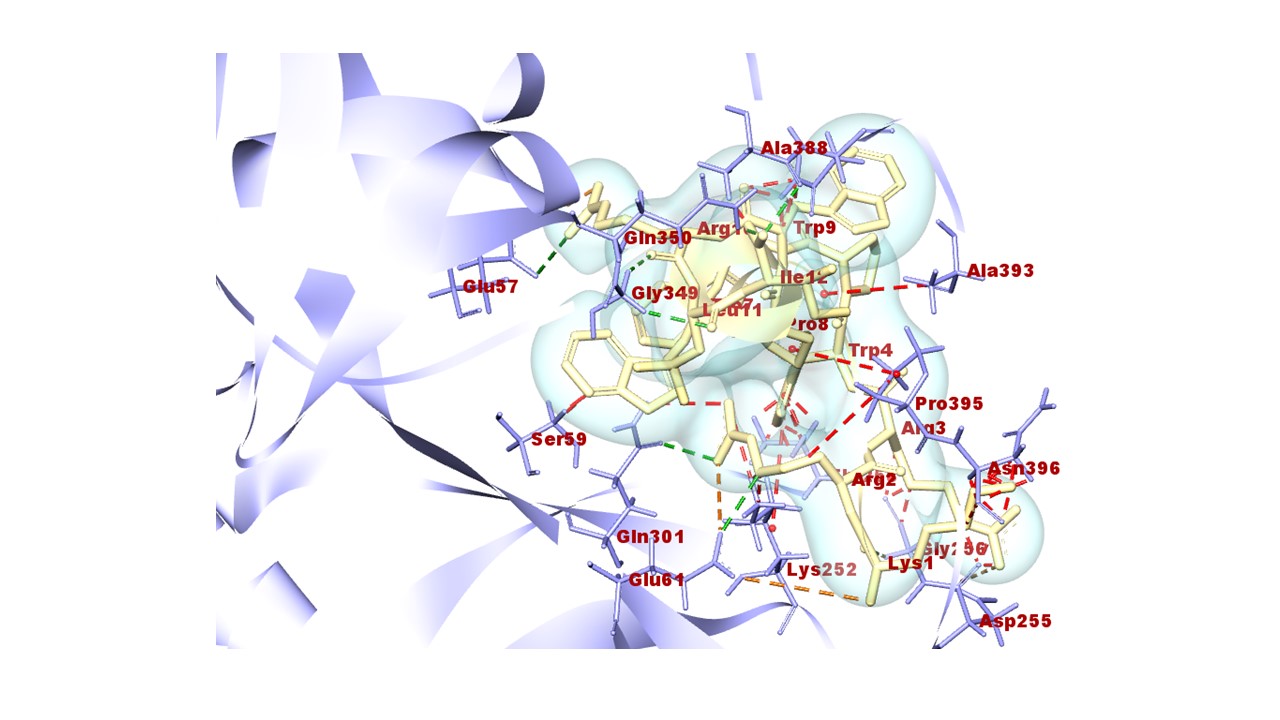 Ala388
Arg1
Trp9
Gln350
Ala393
Ile12
Glu57
Gly349
Leu11
Pro8
Trp4
Pro395
Arg3
Ser59
Asn396
Arg2
Gln301
Gly256
Lys1
Lys252
Glu61
Asp255